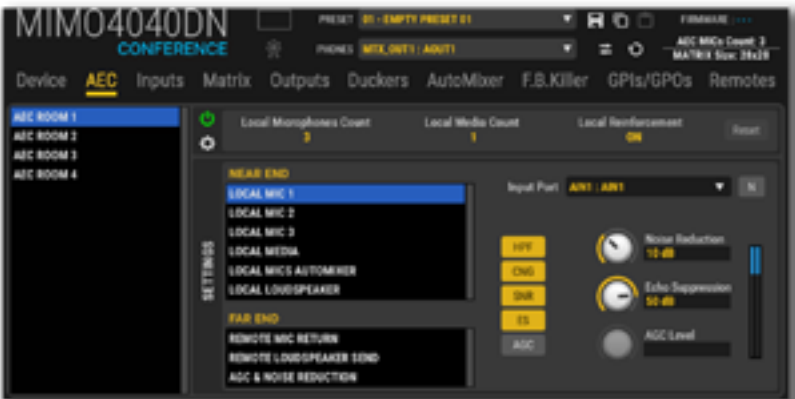 MIMO4040DN
CONFERENCE
PRESET 01 - EMPTY PRESET 01
PHONES MTX_OUT1 : AOUT1
FIRMWARE :
AEC MICs Count: 3
MATRIX Size: 28x28
Device AEC Inputs Matrix Outputs Duckers AutoMixer F.B.Killer GPIs/GPOs Remotes
AEC ROOM 1
AEC ROOM 2
AEC ROOM 3
AEC ROOM 4
Local Microphones Count
3
Local Media Count
1
Local Reinforcement
ON
Reset
SETTINGS
NEAR END
LOCAL MIC 1
LOCAL MIC 2
LOCAL MIC 3
LOCAL MEDIA
LOCAL MICS AUTOMIXER
LOCAL LOUDSPEAKER
FAR END
REMOTE MIC RETURN
REMOTE LOUDSPEAKER SEND
AGC & NOISE REDUCTION
Input Port AIN1 : AIN1
N
HPF
CNG
SNR
ES
AGC
Noise Reduction
10 dB
Echo Suppression
50 dB
AGC Level